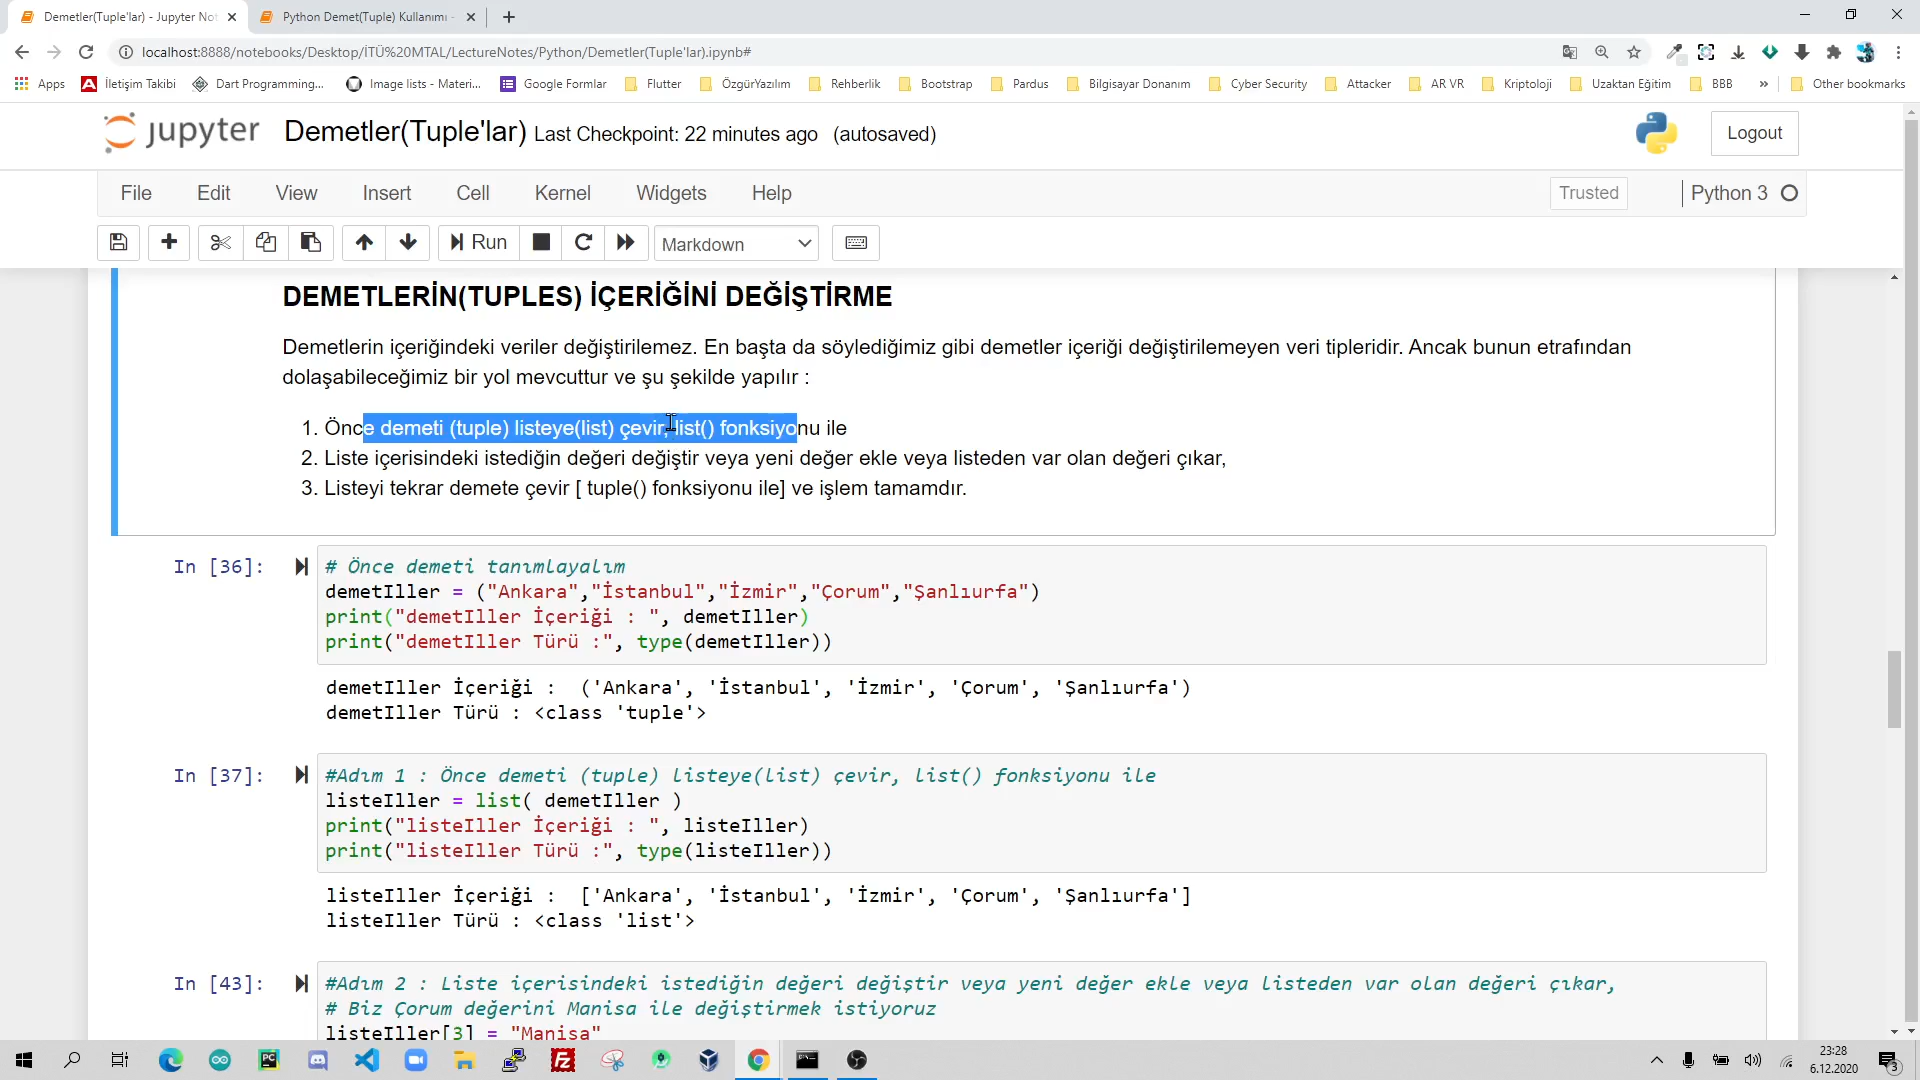 Demetler(Tuple'lar) - Jupyter Not
Python Demet(Tuple) Kullanımı -
localhost:8888/notebooks/Desktop/İTÜ%20MTAL/LectureNotes/Python/Demetler(Tuple'lar).ipynb#
Apps İletişim Takibi Dart Programming... Image lists - Materi... Google Formlar Flutter ÖzgürYazılım Rehberlik Bootstrap Pardus Bilgisayar Donanım Cyber Security Attacker AR VR Kriptoloji Uzaktan Eğitim BBB » Other bookmarks
jupyter Demetler(Tuple'lar) Last Checkpoint: 22 minutes ago (autosaved) Logout
File Edit View Insert Cell Kernel Widgets Help Trusted Python 3
Run Markdown
DEMETLERİN(TUPLES) İÇERİĞİNİ DEĞİŞTİRME
Demetlerin içeriğindeki veriler değiştirilemez. En başta da söylediğimiz gibi demetler içeriği değiştirilemeyen veri tipleridir. Ancak bunun etrafından
dolaşabileceğimiz bir yol mevcuttur ve şu şekilde yapılır :
1. Önce demeti (tuple) listeye(list) çevir, list() fonksiyonu ile
2. Liste içerisindeki istediğin değeri değiştir veya yeni değer ekle veya listeden var olan değeri çıkar,
3. Listeyi tekrar demete çevir [ tuple() fonksiyonu ile] ve işlem tamamdır.
In [36]: # Önce demeti tanımlayalım
demetIller = ("Ankara","İstanbul","İzmir","Çorum","Şanlıurfa")
print("demetIller İçeriği : ", demetIller)
print("demetIller Türü :", type(demetIller))
demetIller İçeriği :  ('Ankara', 'İstanbul', 'İzmir', 'Çorum', 'Şanlıurfa')
demetIller Türü : <class 'tuple'>
In [37]: #Adım 1 : Önce demeti (tuple) listeye(list) çevir, list() fonksiyonu ile
listeIller = list( demetIller )
print("listeIller İçeriği : ", listeIller)
print("listeIller Türü :", type(listeIller))
listeIller İçeriği :  ['Ankara', 'İstanbul', 'İzmir', 'Çorum', 'Şanlıurfa']
listeIller Türü : <class 'list'>
In [43]: #Adım 2 : Liste içerisindeki istediğin değeri değiştir veya yeni değer ekle veya listeden var olan değeri çıkar,
# Biz Çorum değerini Manisa ile değiştirmek istiyoruz
listeIller[3] = "Manisa"
23:28
6.12.2020
3